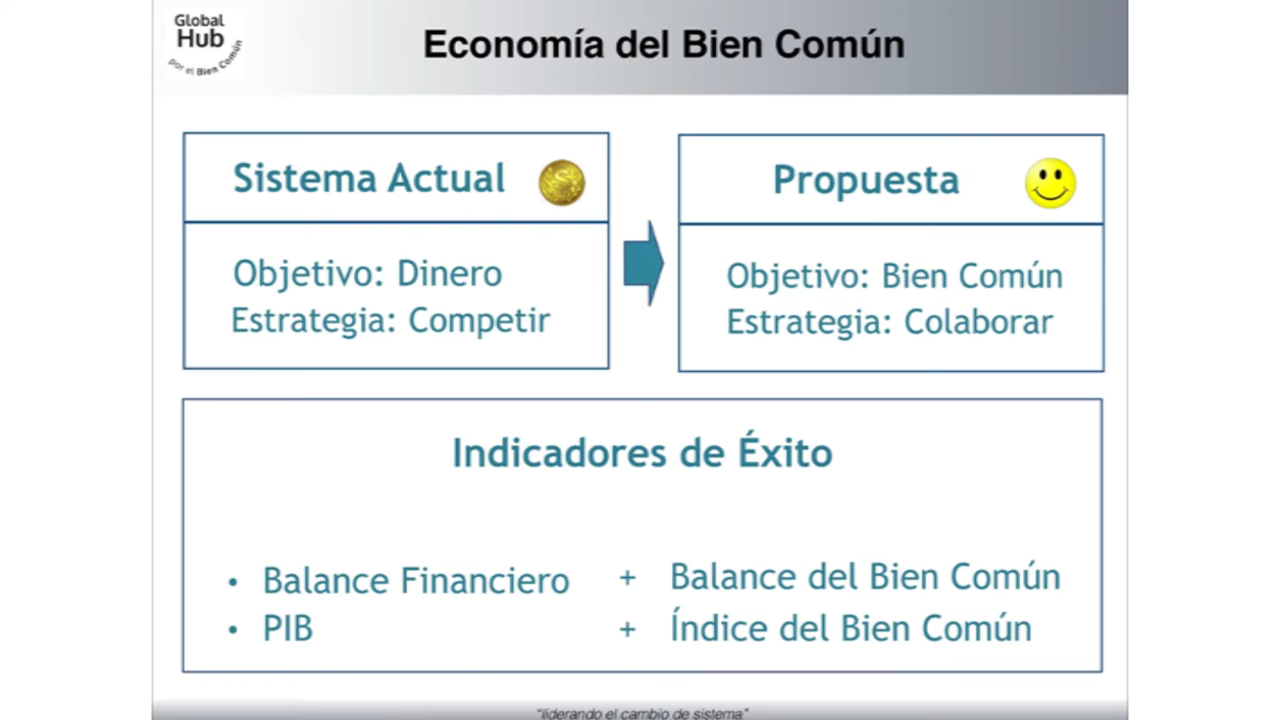 Global
Hub
por el Bien Común
Economía del Bien Común
Sistema Actual
Objetivo: Dinero
Estrategia: Competir
Propuesta
Objetivo: Bien Común
Estrategia: Colaborar
Indicadores de Éxito
• Balance Financiero + Balance del Bien Común
• PIB + Índice del Bien Común
“liderando el cambio de sistema”